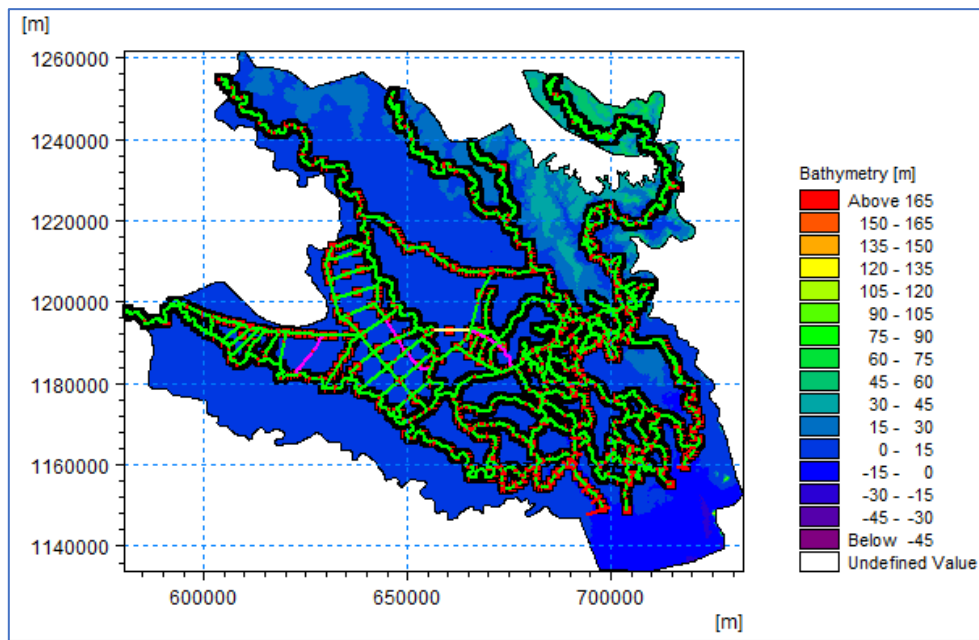 [m]
1260000
1240000
1220000
1200000
1180000
1160000
1140000
600000 650000 700000
[m]
Bathymetry [m]
Above 165
150 - 165
135 - 150
120 - 135
105 - 120
90 - 105
75 - 90
60 - 75
45 - 60
30 - 45
15 - 30
0 - 15
-15 - 0
-30 - -15
-45 - -30
Below -45
Undefined Value